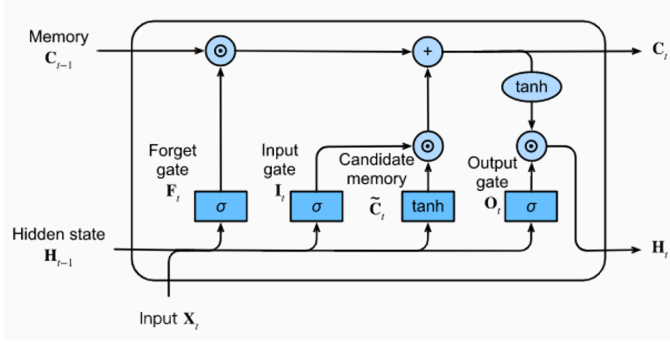 Memory
C_{t-1}
⊙
+
C_t
tanh
Forget
gate
F_t
Input
gate
I_t
Candidate
memory
C̃_t
⊙
Output
gate
O_t
⊙
σ
σ
tanh
σ
Hidden state
H_{t-1}
H_t
Input X_t